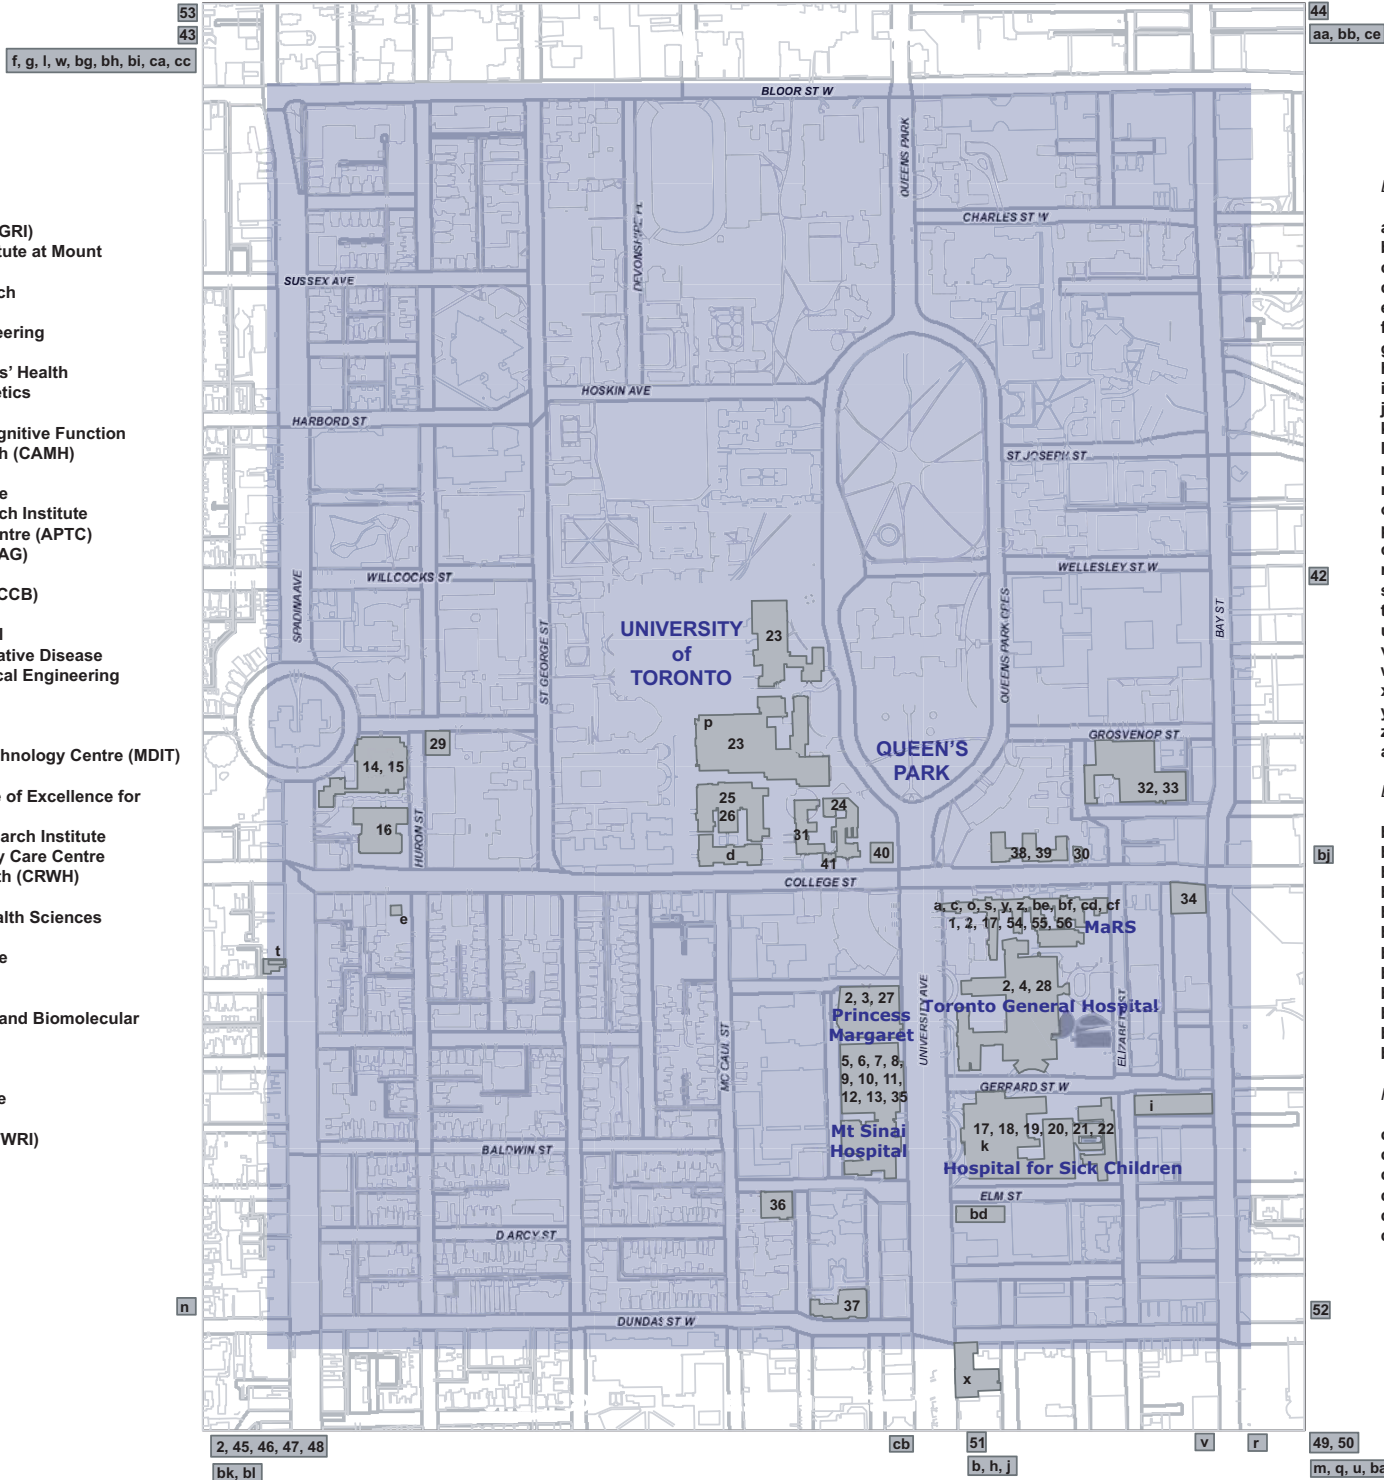 53
43
f, g, l, w, bg, bh, bi, ca, cc
44
aa, bb, ce
BLOOR ST W
QUEENS PARK
CHARLES ST W
DEVONSHIRE PL
SUSSEX AVE
HOSKIN AVE
HARBORD ST
ST JOSEPH ST
WILLCOCKS ST
WELLESLEY ST W
42
SPADINA AVE
ST GEORGE ST
QUEENS PARK CRES
BAY ST
UNIVERSITY
of
TORONTO
23
p
23
QUEEN'S
PARK
GROSVENOR ST
29
14, 15
16
HURON ST
25
26
d
24
31
41
40
32, 33
38, 39
30
bj
COLLEGE ST
34
a, c, o, s, y, z, be, bf, cd, cf
1, 2, 17, 54, 55, 56
MaRS
e
t
2, 3, 27
Princess
Margaret
2, 4, 28
Toronto General Hospital
UNIVERSITY AVE
ELIZABETH ST
MC CAUL ST
5, 6, 7, 8,
9, 10, 11,
12, 13, 35
Mt Sinai
Hospital
GERRARD ST W
i
17, 18, 19, 20, 21, 22
k
Hospital for Sick Children
BALDWIN ST
ELM ST
bd
36
D ARCY ST
37
DUNDAS ST W
n
52
x
2, 45, 46, 47, 48
bk, bl
cb
51
b, h, j
v
r
49, 50
m, q, u, ba
GRI)
tute at Mount
ch
eering
s' Health
etics
gnitive Function
h (CAMH)
e
ch Institute
ntre (APTC)
AG)
CCB)
l
ative Disease
cal Engineering
chnology Centre (MDIT)
e of Excellence for
arch Institute
y Care Centre
th (CRWH)
alth Sciences
e
and Biomolecular
e
WRI)